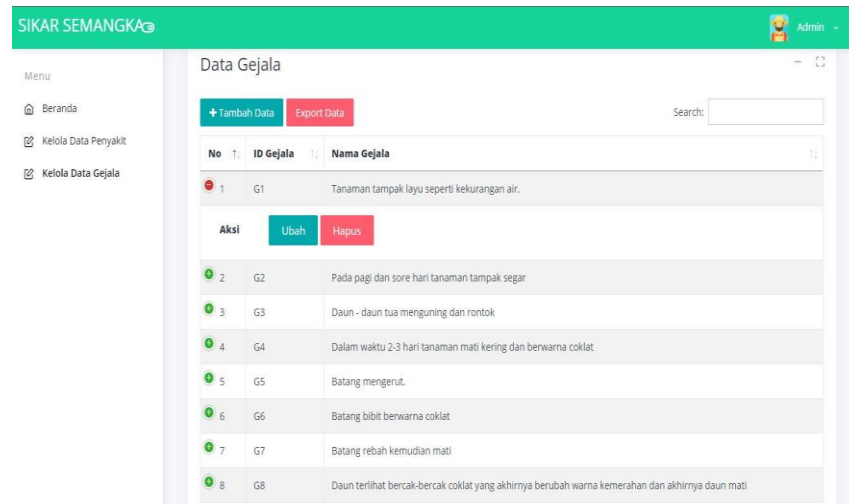 SIKAR SEMANGKA
Admin
Menu
Beranda
Kelola Data Penyakit
Kelola Data Gejala
Data Gejala
+ Tambah Data Export Data Search:
No ID Gejala Nama Gejala
1 G1 Tanaman tampak layu seperti kekurangan air.
Aksi Ubah Hapus
2 G2 Pada pagi dan sore hari tanaman tampak segar
3 G3 Daun - daun tua menguning dan rontok
4 G4 Dalam waktu 2-3 hari tanaman mati kering dan berwarna coklat
5 G5 Batang mengerut.
6 G6 Batang bibit berwarna coklat
7 G7 Batang rebah kemudian mati
8 G8 Daun terlihat bercak-bercak coklat yang akhirnya berubah warna kemerahan dan akhirnya daun mati